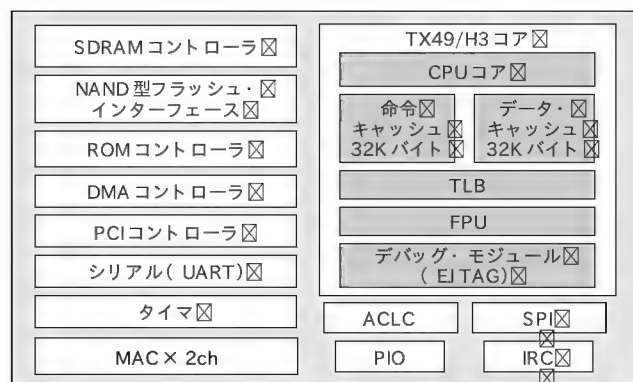 SDRAMコントローラ☒
NAND型フラッシュ・☒
インターフェース☒
ROMコントローラ☒
DMAコントローラ☒
PCIコントローラ☒
シリアル(UART)☒
タイマ☒
MAC×2ch
TX49/H3コア☒
CPUコア☒
命令☒
キャッシュ☒
32Kバイト☒
データ・☒
キャッシュ☒
32Kバイト☒
TLB
FPU
デバッグ・モジュール☒
(EJTAG)☒
ACLC
SPI☒
☒
PIO
IRC☒
☒